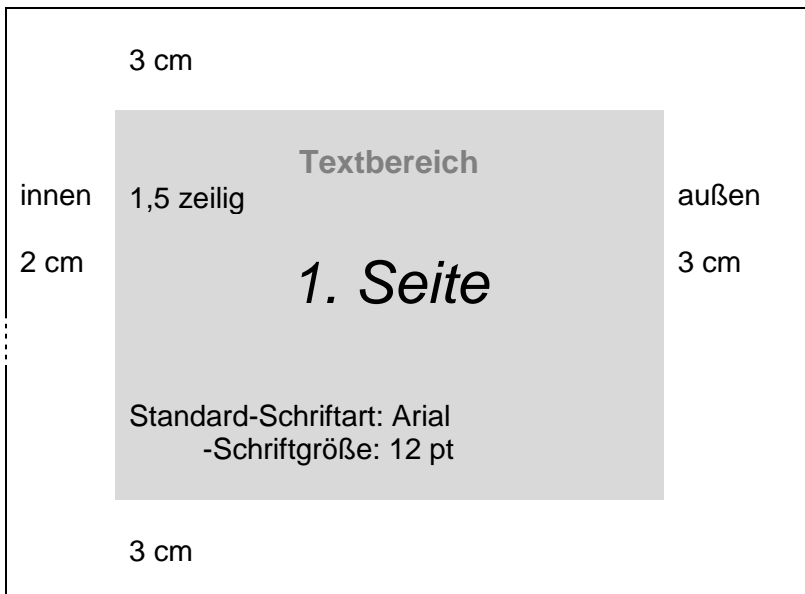 3 cm
Textbereich
innen 1,5 zeilig außen
2 cm 1. Seite 3 cm
Standard-Schriftart: Arial
-Schriftgröße: 12 pt
3 cm